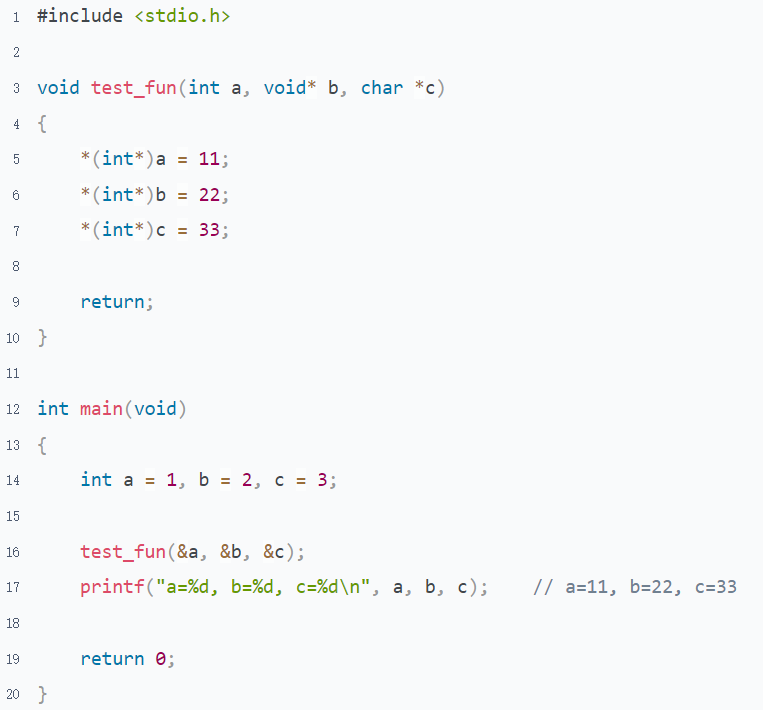 1 #include <stdio.h>
2
3 void test_fun(int a, void* b, char *c)
4 {
5     *(int*)a = 11;
6     *(int*)b = 22;
7     *(int*)c = 33;
8
9     return;
10 }
11
12 int main(void)
13 {
14     int a = 1, b = 2, c = 3;
15
16     test_fun(&a, &b, &c);
17     printf("a=%d, b=%d, c=%d\n", a, b, c);    // a=11, b=22, c=33
18
19     return 0;
20 }